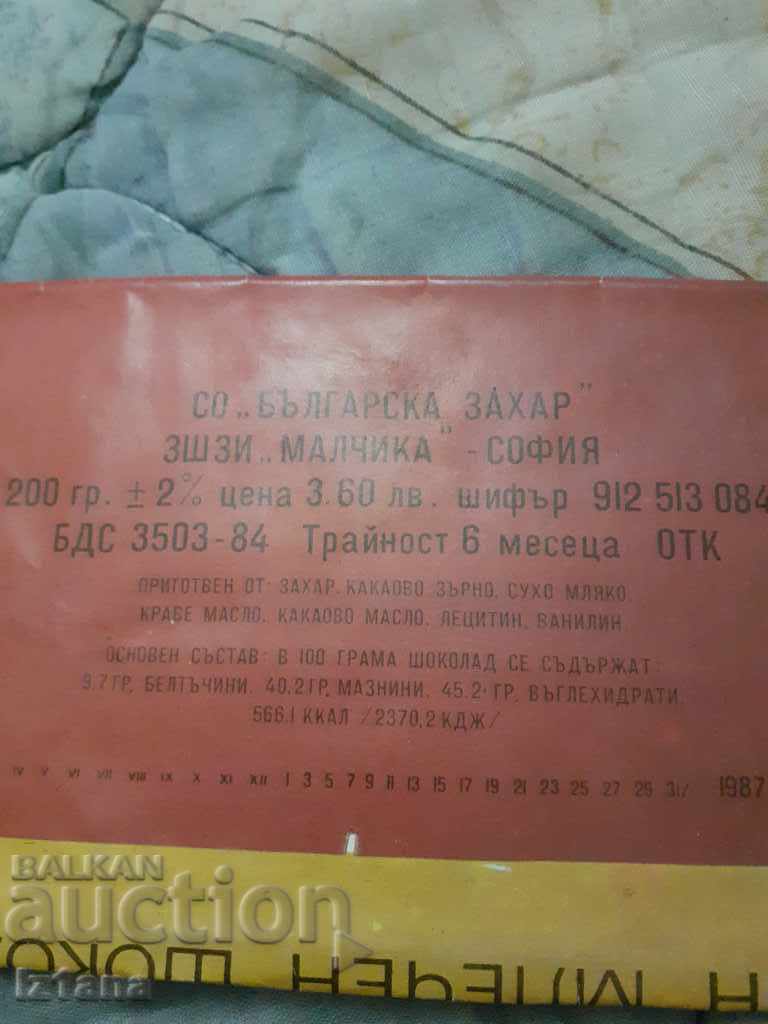 СО „БЪЛГАРСКА ЗАХАР"
ЗШЗИ „МАЛЧИКА" - СОФИЯ
200 гр. ± 2% цена 3.60 лв. шифър 912 513 084
БДС 3503-84 Трайност 6 месеца ОТК
ПРИГОТВЕН ОТ: ЗАХАР, КАКАОВО ЗЪРНО, СУХО МЛЯКО,
КРАВЕ МАСЛО, КАКАОВО МАСЛО, ЛЕЦИТИН, ВАНИЛИН
ОСНОВЕН СЪСТАВ: В 100 ГРАМА ШОКОЛАД СЕ СЪДЪРЖАТ:
9.7 ГР, БЕЛТЪЧИНИ, 40.2 ГР, МАЗНИНИ, 45.2 ГР, ВЪГЛЕХИДРАТИ,
566.1 ККАЛ /2370,2 КДЖ/
IV V VI VII VIII IX X XI XII 1 3 5 7 9 11 13 15 17 19 21 23 25 27 29 31/ 1987
Н МЛЕЧЕН ШОКО
BALKAN
auction
Iztana